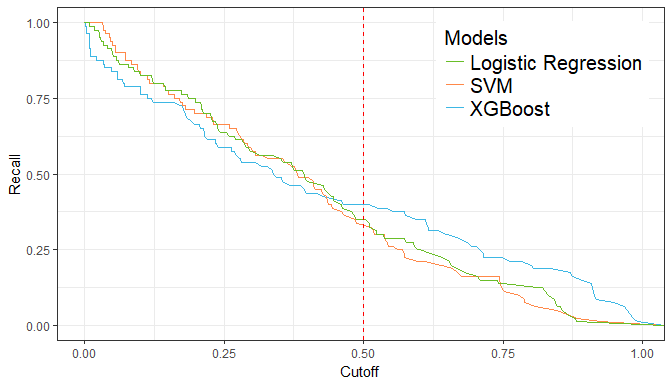 Models
Logistic Regression
SVM
XGBoost
1.00
0.75
0.50
0.25
0.00
Recall
0.00 0.25 0.50 0.75 1.00
Cutoff